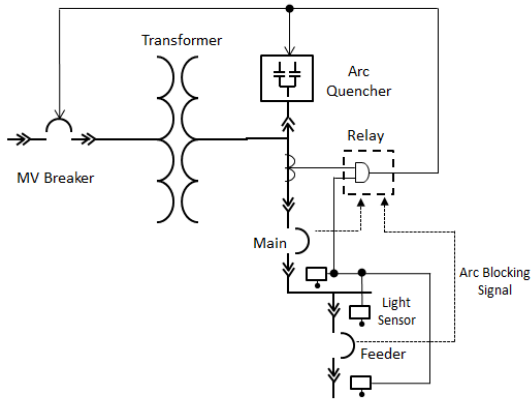 Transformer
Arc
Quencher
Relay
MV Breaker
Main
Arc Blocking
Signal
Light
Sensor
Feeder